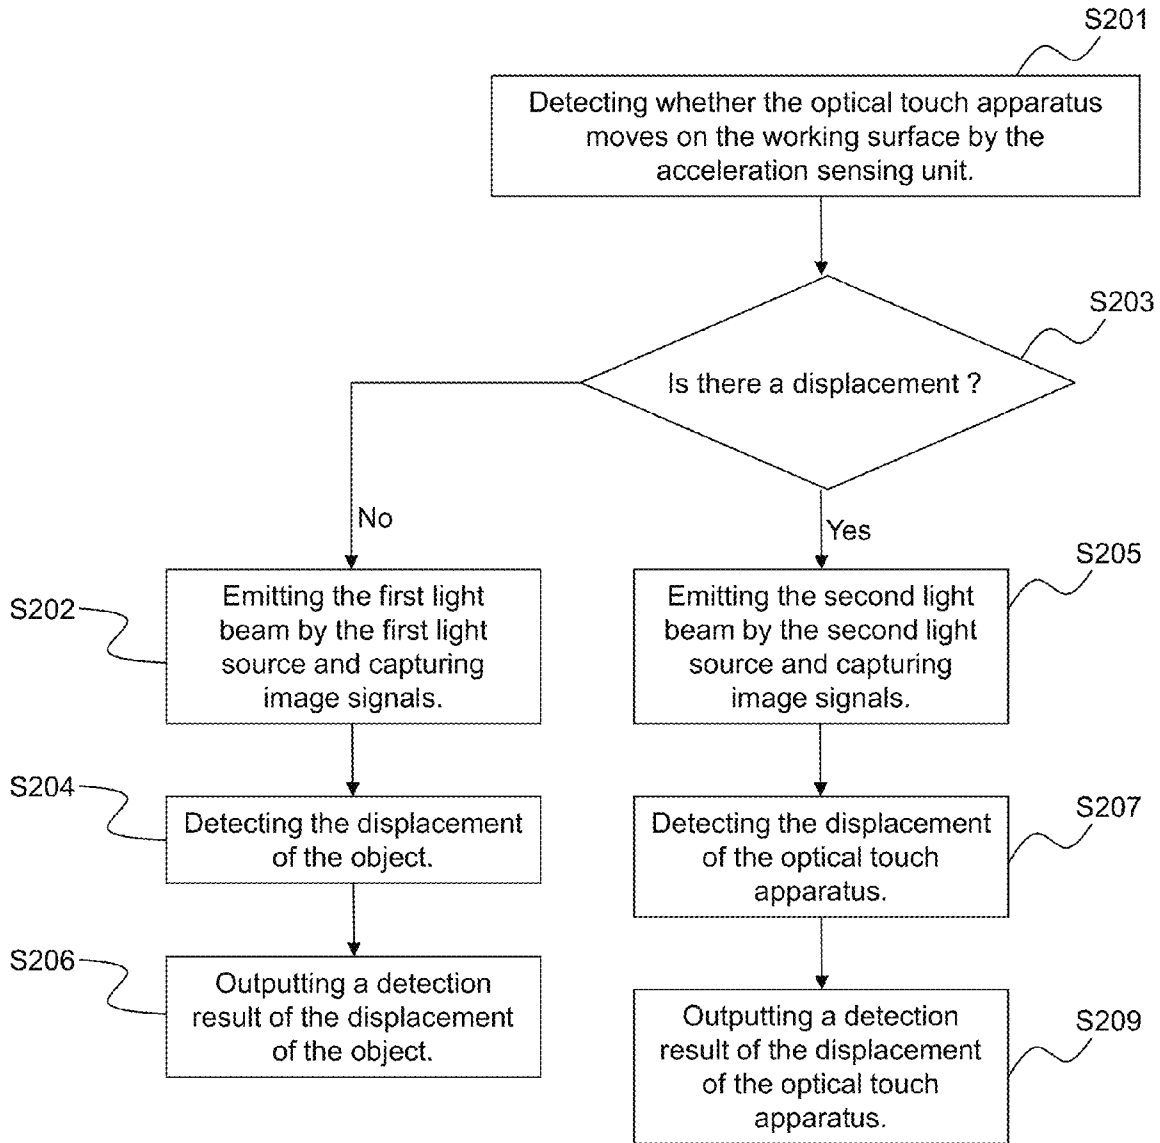 S201
Detecting whether the optical touch apparatus
moves on the working surface by the
acceleration sensing unit.
S203
Is there a displacement ?
No
Yes
S202
Emitting the first light
beam by the first light
source and capturing
image signals.
S205
Emitting the second light
beam by the second light
source and capturing
image signals.
S204
Detecting the displacement
of the object.
S207
Detecting the displacement
of the optical touch
apparatus.
S206
Outputting a detection
result of the displacement
of the object.
S209
Outputting a detection
result of the displacement
of the optical touch
apparatus.